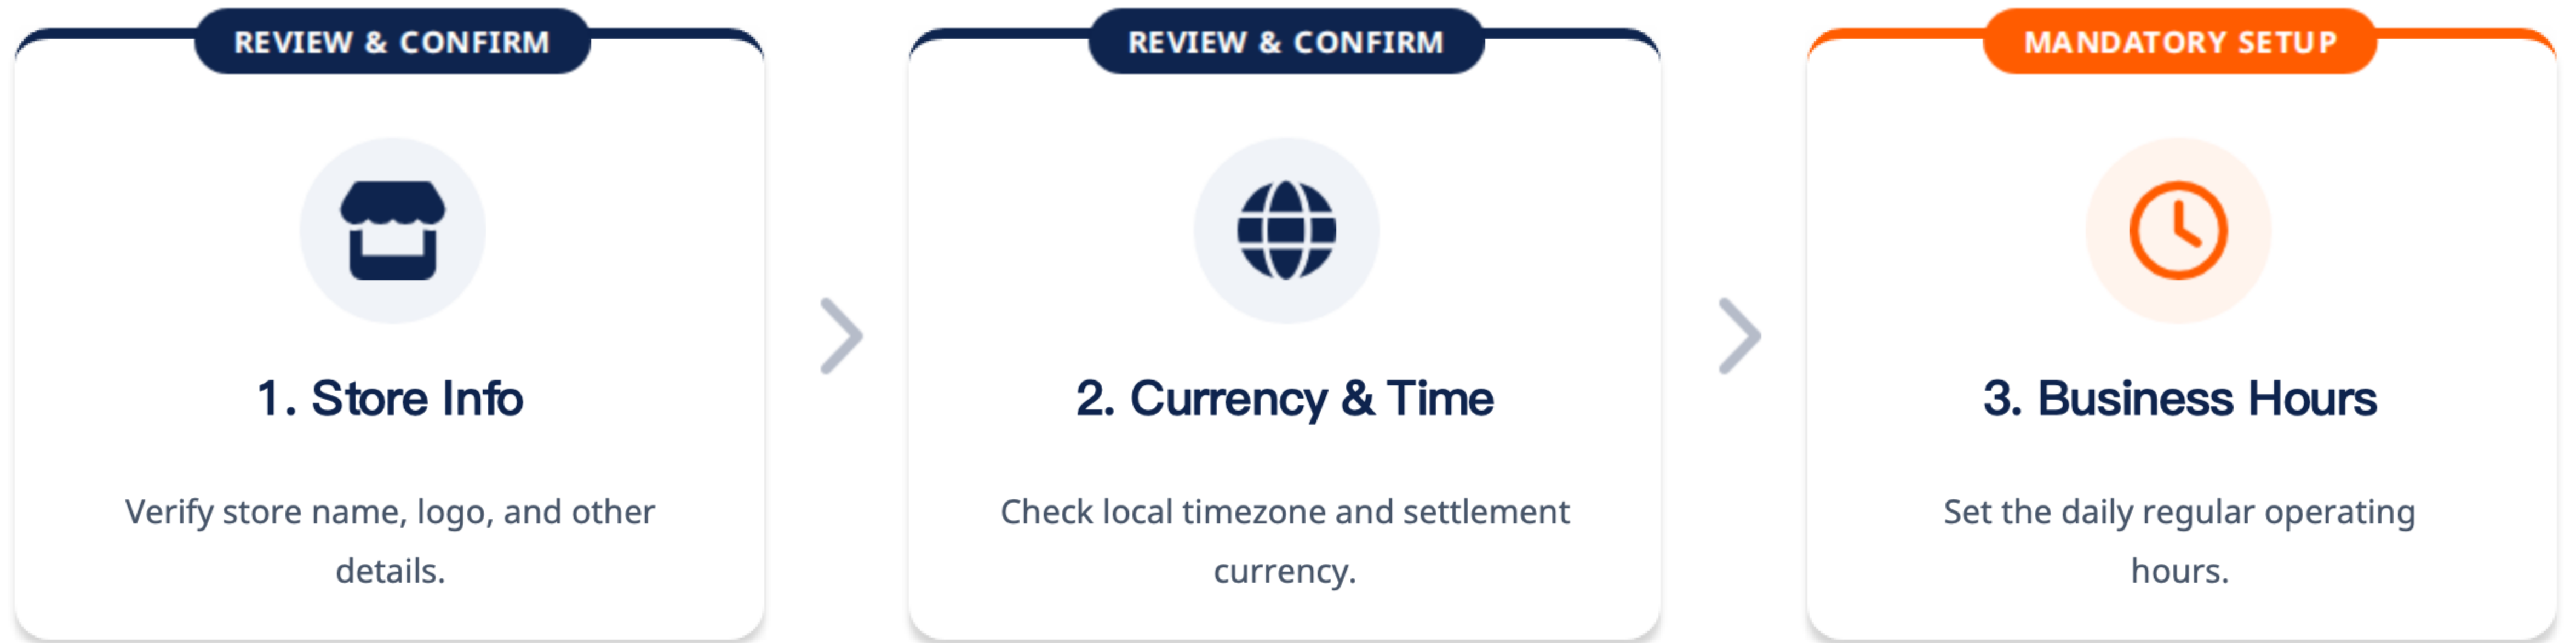 REVIEW & CONFIRM
1. Store Info
Verify store name, logo, and other
details.
REVIEW & CONFIRM
2. Currency & Time
Check local timezone and settlement
currency.
MANDATORY SETUP
3. Business Hours
Set the daily regular operating
hours.